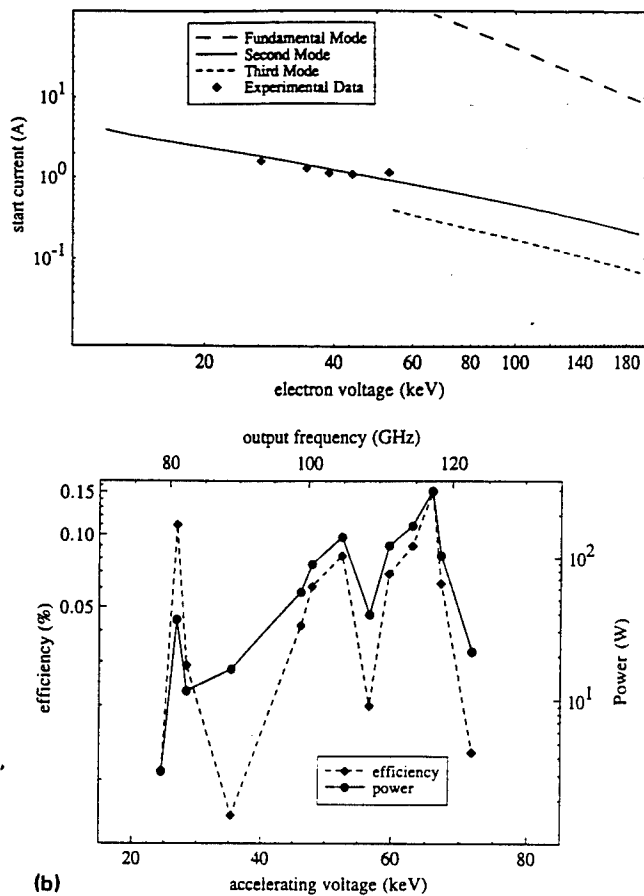 Fundamental Mode
Second Mode
Third Mode
Experimental Data
start current (A)
10^1
10^0
10^-1
20 40 60 80 100 140 180
electron voltage (keV)
output frequency (GHz)
80 100 110 120
0.15
0.10
0.05
efficiency (%)
10^2
10^1
Power (W)
efficiency
power
20 40 60 80
accelerating voltage (keV)
(b)